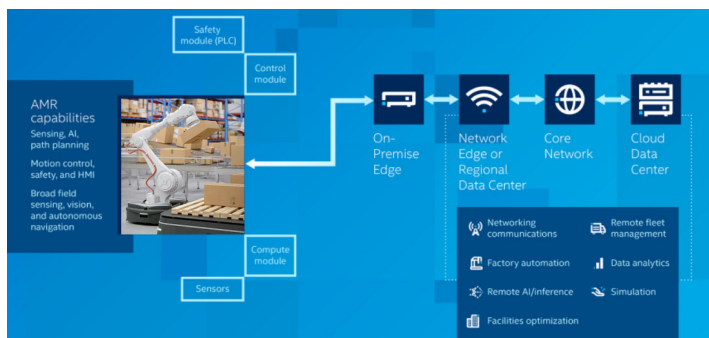 Safety
module (PLC)
Control
module
AMR
capabilities
Sensing, AI,
path planning
Motion control,
safety, and HMI
Broad field
sensing, vision,
and autonomous
navigation
Compute
module
Sensors
On-
Premise
Edge
Network
Edge or
Regional
Data Center
Core
Network
Cloud
Data
Center
Networking
communications
Remote fleet
management
Factory automation
Data analytics
Remote AI/inference
Simulation
Facilities optimization